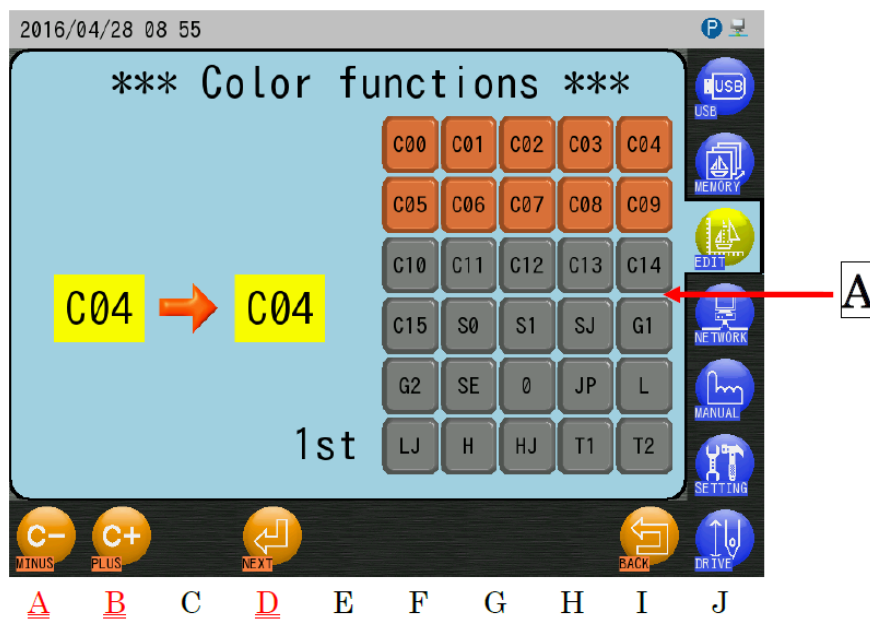 2016/04/28 08 55
P
*** Color functions ***
USB
USB
C00 C01 C02 C03 C04
MEMORY
C05 C06 C07 C08 C09
EDIT
C10 C11 C12 C13 C14
C04 C04
A
C15 S0 S1 SJ G1
NETWORK
G2 SE 0 JP L
MANUAL
1st
LJ H HJ T1 T2
SETTING
C- C+
MINUS PLUS NEXT BACK DRIVE
A B C D E F G H I J